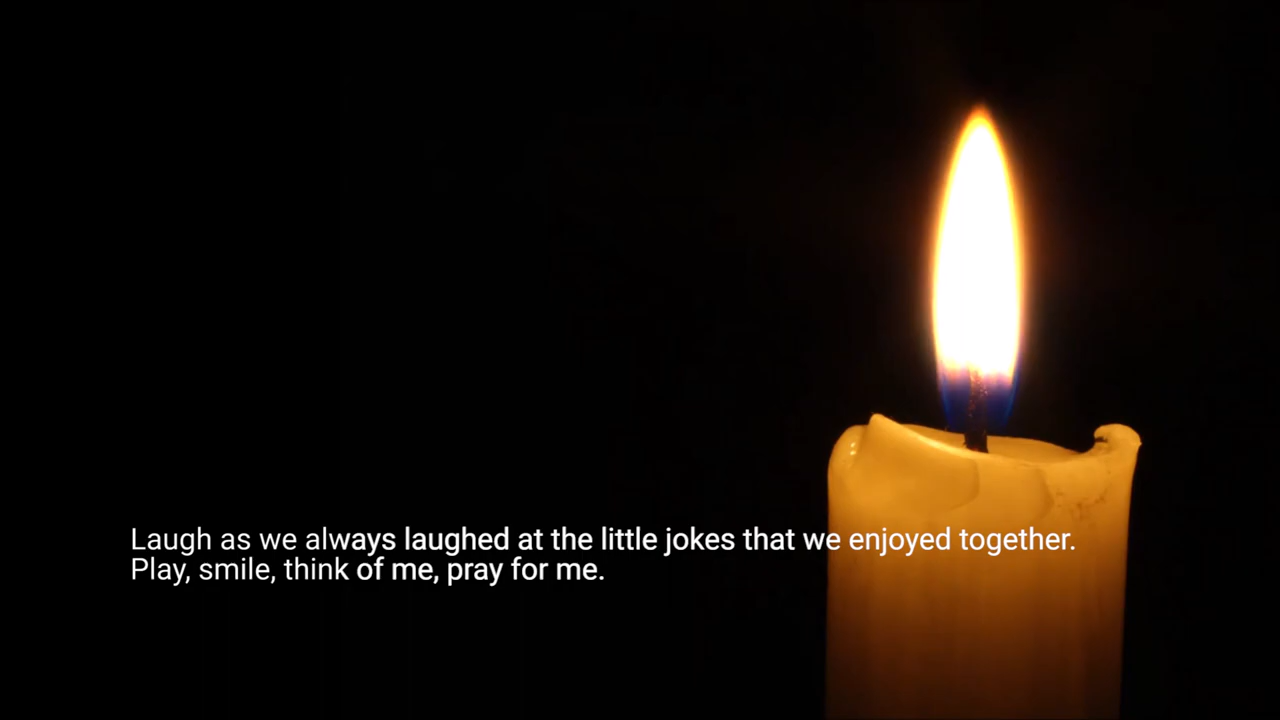 Laugh as we always laughed at the little jokes that we enjoyed together.
Play, smile, think of me, pray for me.